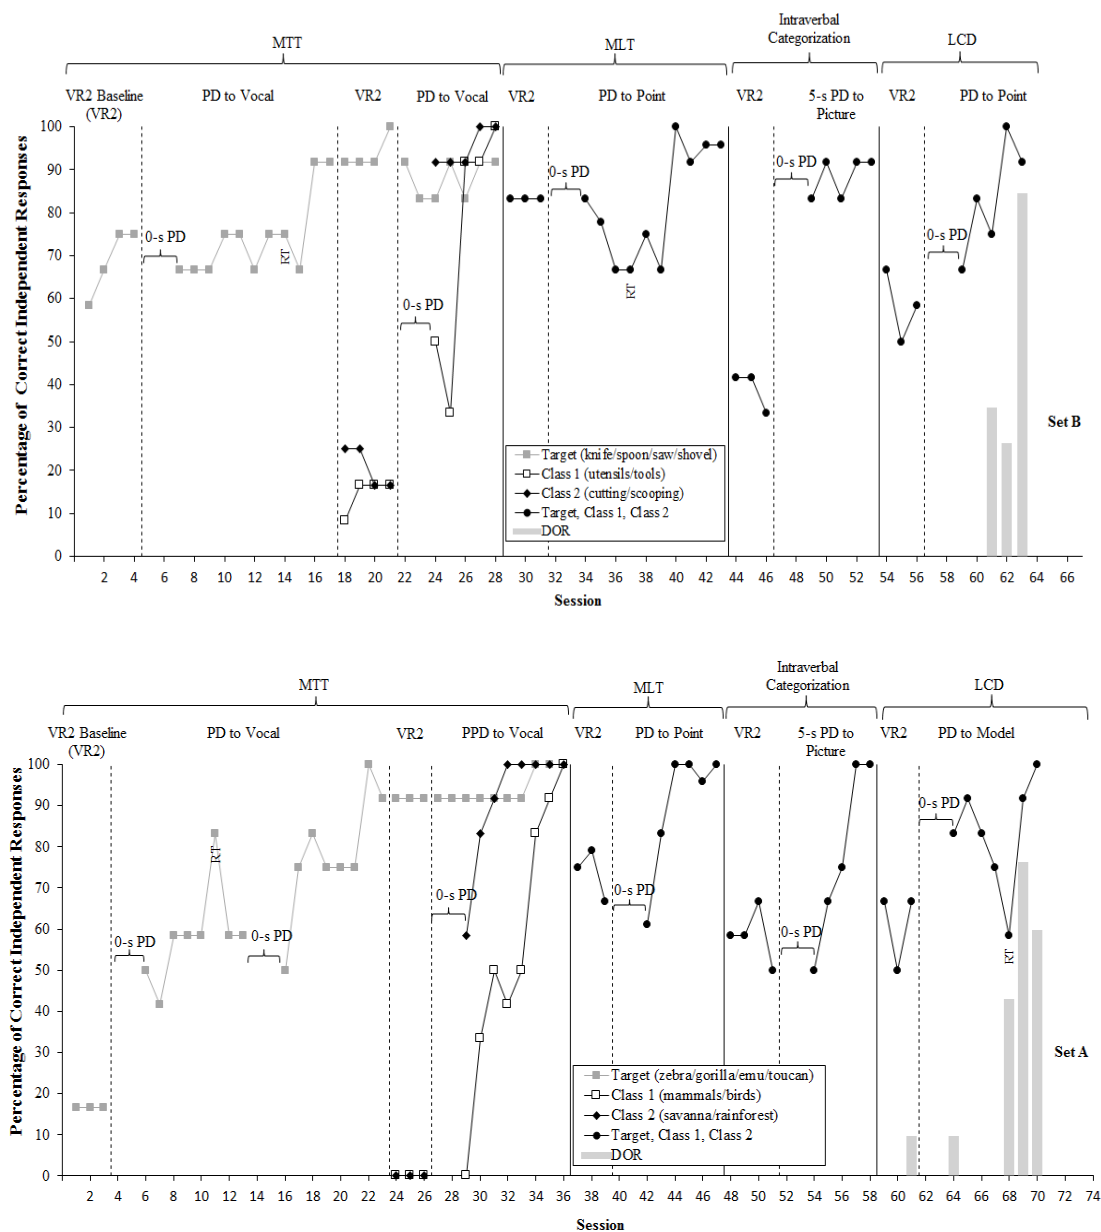 Intraverbal
Categorization
MTT
MLT
LCD
VR2 Baseline
(VR2)
PD to Vocal
VR2
PD to Vocal
VR2
PD to Point
VR2
5-s PD to
Picture
VR2
PD to Point
Percentage of Correct Independent Responses
100
90
80
70
60
50
40
30
20
10
0
0-s PD
RT
0-s PD
0-s PD
RT
0-s PD
0-s PD
Set B
Target (knife/spoon/saw/shovel)
Class 1 (utensils/tools)
Class 2 (cutting/scooping)
Target, Class 1, Class 2
DOR
2 4 6 8 10 12 14 16 18 20 22 24 26 28 30 32 34 36 38 40 42 44 46 48 50 52 54 56 58 60 62 64 66
Session
Intraverbal
Categorization
MTT
MLT
LCD
VR2 Baseline
(VR2)
PD to Vocal
VR2
PPD to Vocal
VR2
PD to Point
VR2
5-s PD to
Picture
VR2
PD to Model
Percentage of Correct Independent Responses
100
90
80
70
60
50
40
30
20
10
0
0-s PD
RT
0-s PD
0-s PD
0-s PD
0-s PD
0-s PD
RT
Set A
Target (zebra/gorilla/emu/toucan)
Class 1 (mammals/birds)
Class 2 (savanna/rainforest)
Target, Class 1, Class 2
DOR
2 4 6 8 10 12 14 16 18 20 22 24 26 28 30 32 34 36 38 40 42 44 46 48 50 52 54 56 58 60 62 64 66 68 70 72 74
Session